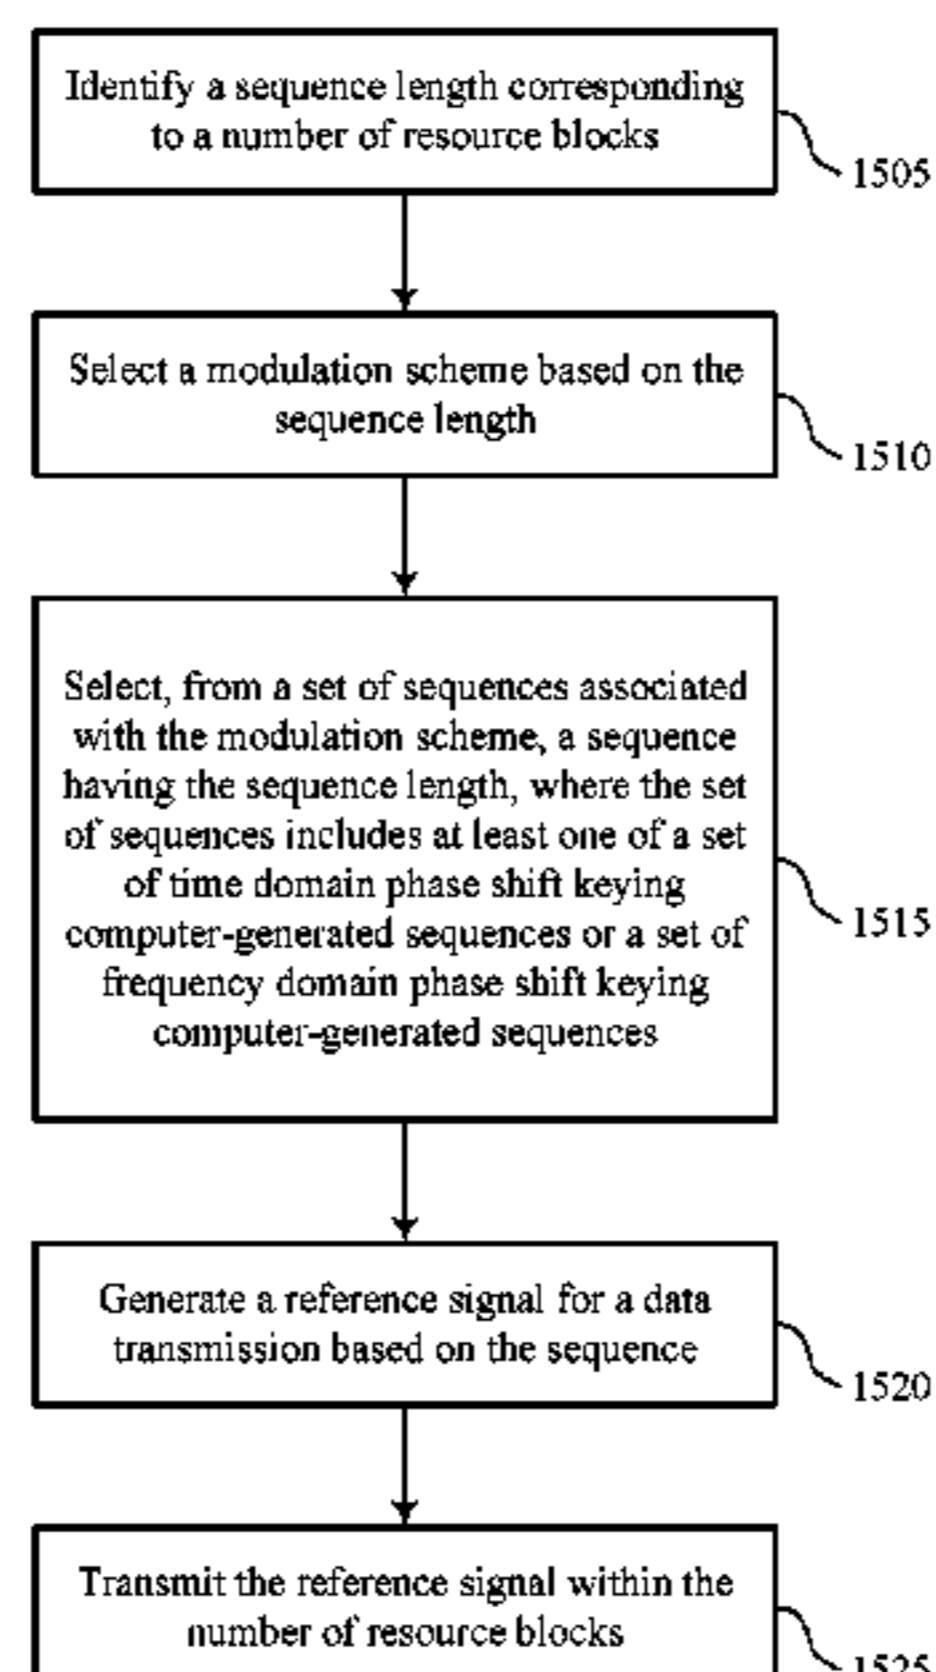 Identify a sequence length corresponding
to a number of resource blocks
1505
Select a modulation scheme based on the
sequence length
1510
Select, from a set of sequences associated
with the modulation scheme, a sequence
having the sequence length, where the set
of sequences includes at least one of a set
of time domain phase shift keying
computer-generated sequences or a set of
frequency domain phase shift keying
computer-generated sequences
1515
Generate a reference signal for a data
transmission based on the sequence
1520
Transmit the reference signal within the
number of resource blocks
1525